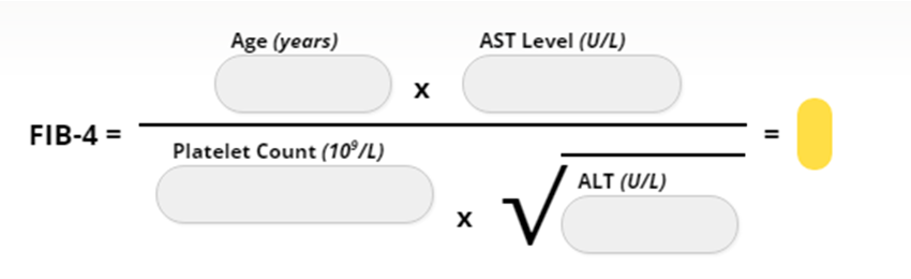 Age (years) AST Level (U/L)
x
FIB-4 = =
Platelet Count (10⁹/L)
ALT (U/L)
x √